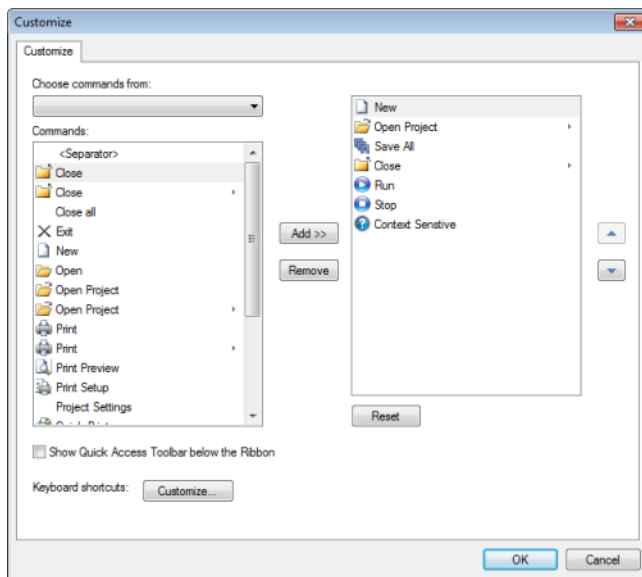 Customize
Customize
Choose commands from:
Commands:
<Separator>
Close
Close
Close all
Exit
New
Open
Open Project
Open Project
Print
Print
Print Preview
Print Setup
Project Settings
Add >>
Remove
New
Open Project
Save All
Close
Run
Stop
Context Senstive
Reset
Show Quick Access Toolbar below the Ribbon
Keyboard shortcuts:
Customize...
OK
Cancel